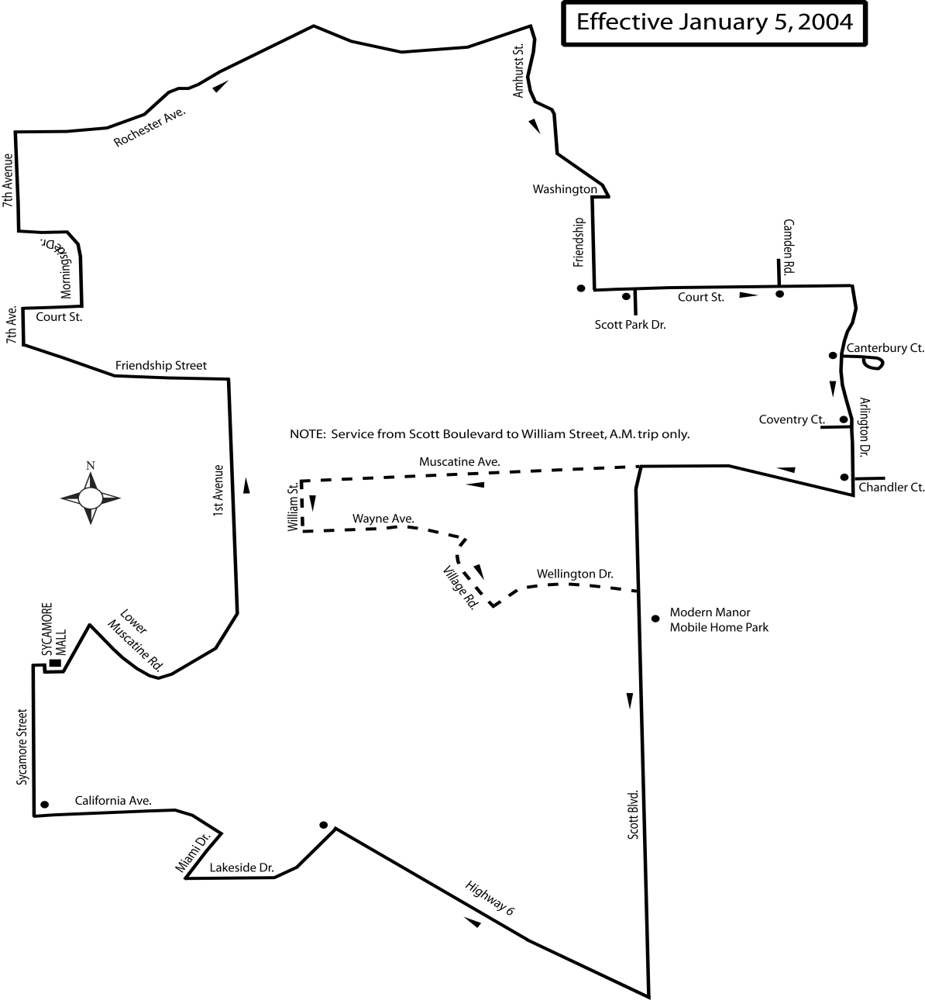 Effective January 5, 2004
Amhurst St.
Rochester Ave.
7th Avenue
Washington
Friendship
Camden Rd.
Morningside Dr.
Court St.
Court St.
7th Ave.
Scott Park Dr.
Canterbury Ct.
Friendship Street
Arlington Dr.
Coventry Ct.
NOTE: Service from Scott Boulevard to William Street, A.M. trip only.
Muscatine Ave.
N
1st Avenue
William St.
Chandler Ct.
Wayne Ave.
Village Rd.
Wellington Dr.
SYCAMORE
MALL
Lower
Muscatine Rd.
Modern Manor
Mobile Home Park
Sycamore Street
California Ave.
Scott Blvd.
Miami Dr.
Lakeside Dr.
Highway 6